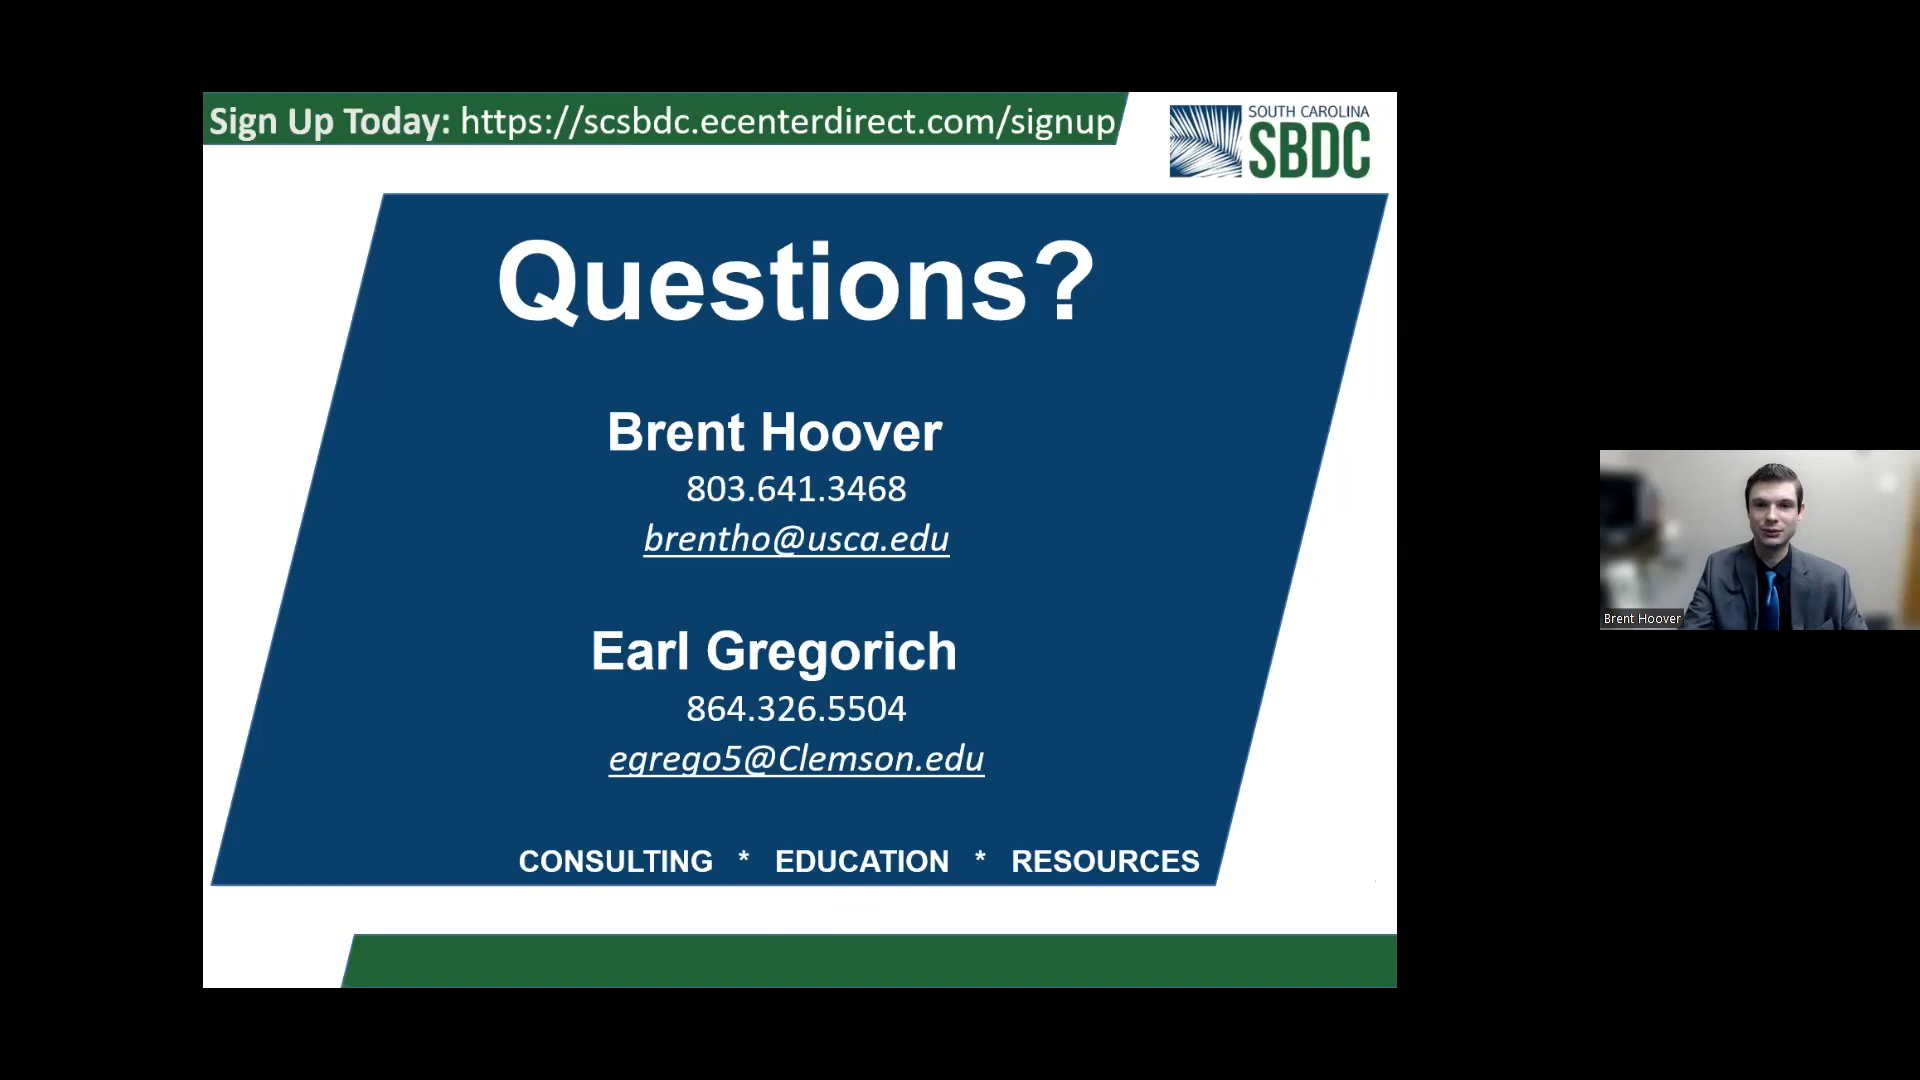 Sign Up Today: https://scsbdc.ecenterdirect.com/signup
SOUTH CAROLINA
SBDC
Questions?
Brent Hoover
803.641.3468
brentho@usca.edu
Earl Gregorich
864.326.5504
egrego5@Clemson.edu
CONSULTING * EDUCATION * RESOURCES
Brent Hoover